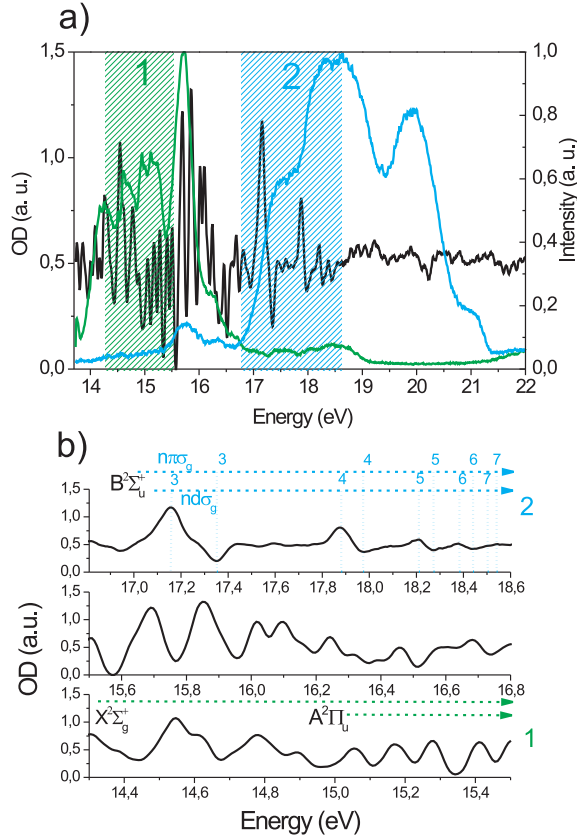 a)
1,5
1,0
0,5
0,0
OD (a. u.)
1
2
1,0
0,8
0,6
0,4
0,2
0,0
Intensity (a. u.)
14 15 16 17 18 19 20 21 22
Energy (eV)
b)
nπσg 3 4 5 6 7
B²Σu⁺ 3 4 5 6 7
ndσg
2
1,5
1,0
0,5
0,0
17,0 17,2 17,4 17,6 17,8 18,0 18,2 18,4 18,6
1,5
1,0
0,5
0,0
15,6 15,8 16,0 16,2 16,4 16,6 16,8
OD (a.u.)
X²Σg⁺ A²Πu
1
1,5
1,0
0,5
0,0
14,4 14,6 14,8 15,0 15,2 15,4
Energy (eV)